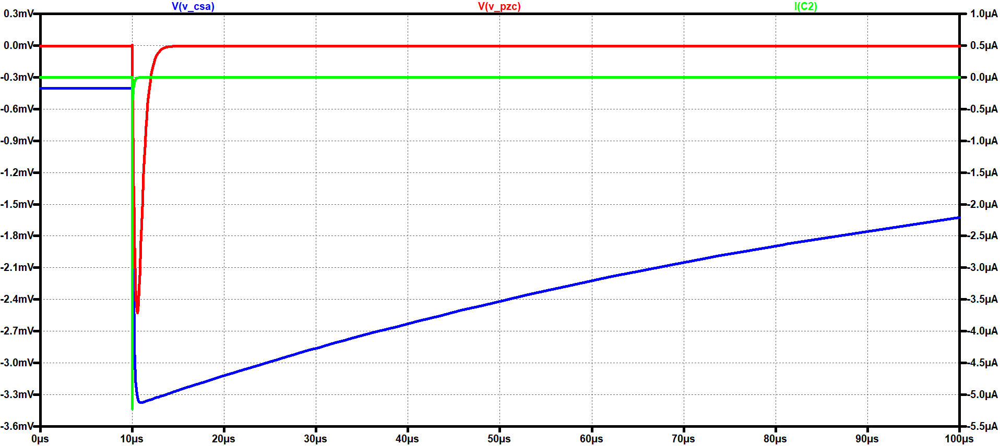 V(v_csa) V(v_pzc) I(C2)
0.3mV 1.0µA
0.0mV 0.5µA
-0.3mV 0.0µA
-0.6mV -0.5µA
-0.9mV -1.0µA
-1.2mV -1.5µA
-1.5mV -2.0µA
-1.8mV -2.5µA
-2.1mV -3.0µA
-2.4mV -3.5µA
-2.7mV -4.0µA
-3.0mV -4.5µA
-3.3mV -5.0µA
-3.6mV -5.5µA
0µs 10µs 20µs 30µs 40µs 50µs 60µs 70µs 80µs 90µs 100µs